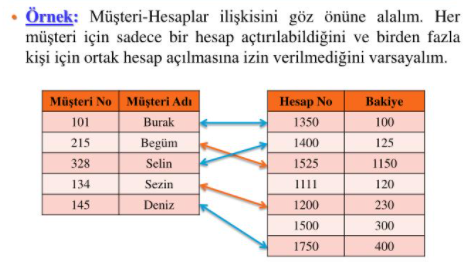 • Örnek: Müşteri-Hesaplar ilişkisini göz önüne alalım. Her
müşteri için sadece bir hesap açtırılabildiğini ve birden fazla
kişi için ortak hesap açılmasına izin verilmediğini varsayalım.
Müşteri No Müşteri Adı
101 Burak
215 Begüm
328 Selin
134 Sezin
145 Deniz
Hesap No Bakiye
1350 100
1400 125
1525 1150
1111 120
1200 230
1500 300
1750 400